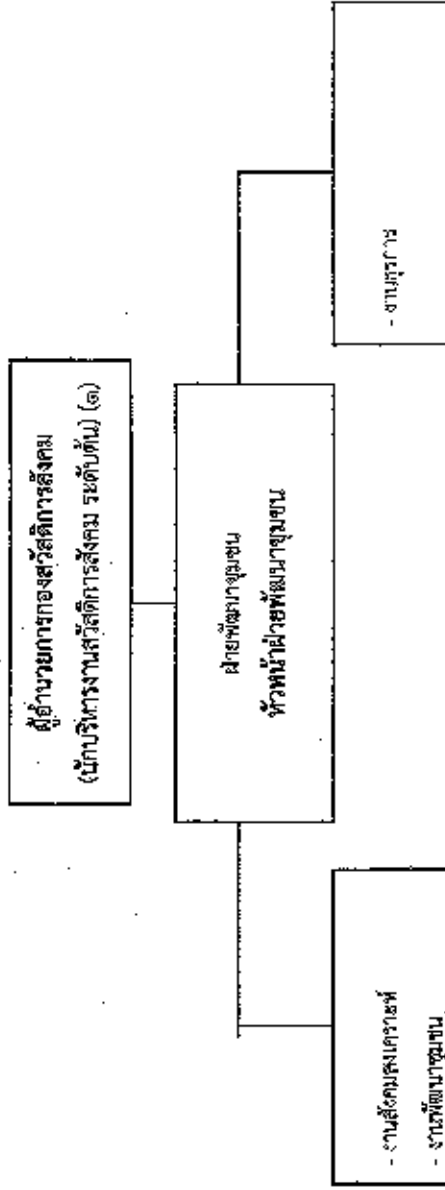 ผู้อำนวยการกองสวัสดิการสังคม
(นักบริหารงานสวัสดิการสังคม ระดับต้น) (๑)
ฝ่ายพัฒนาชุมชน
หัวหน้าฝ่ายพัฒนาชุมชน
- งานสังคมสงเคราะห์
- งานพัฒนาชุมชน
- งานธุรการ